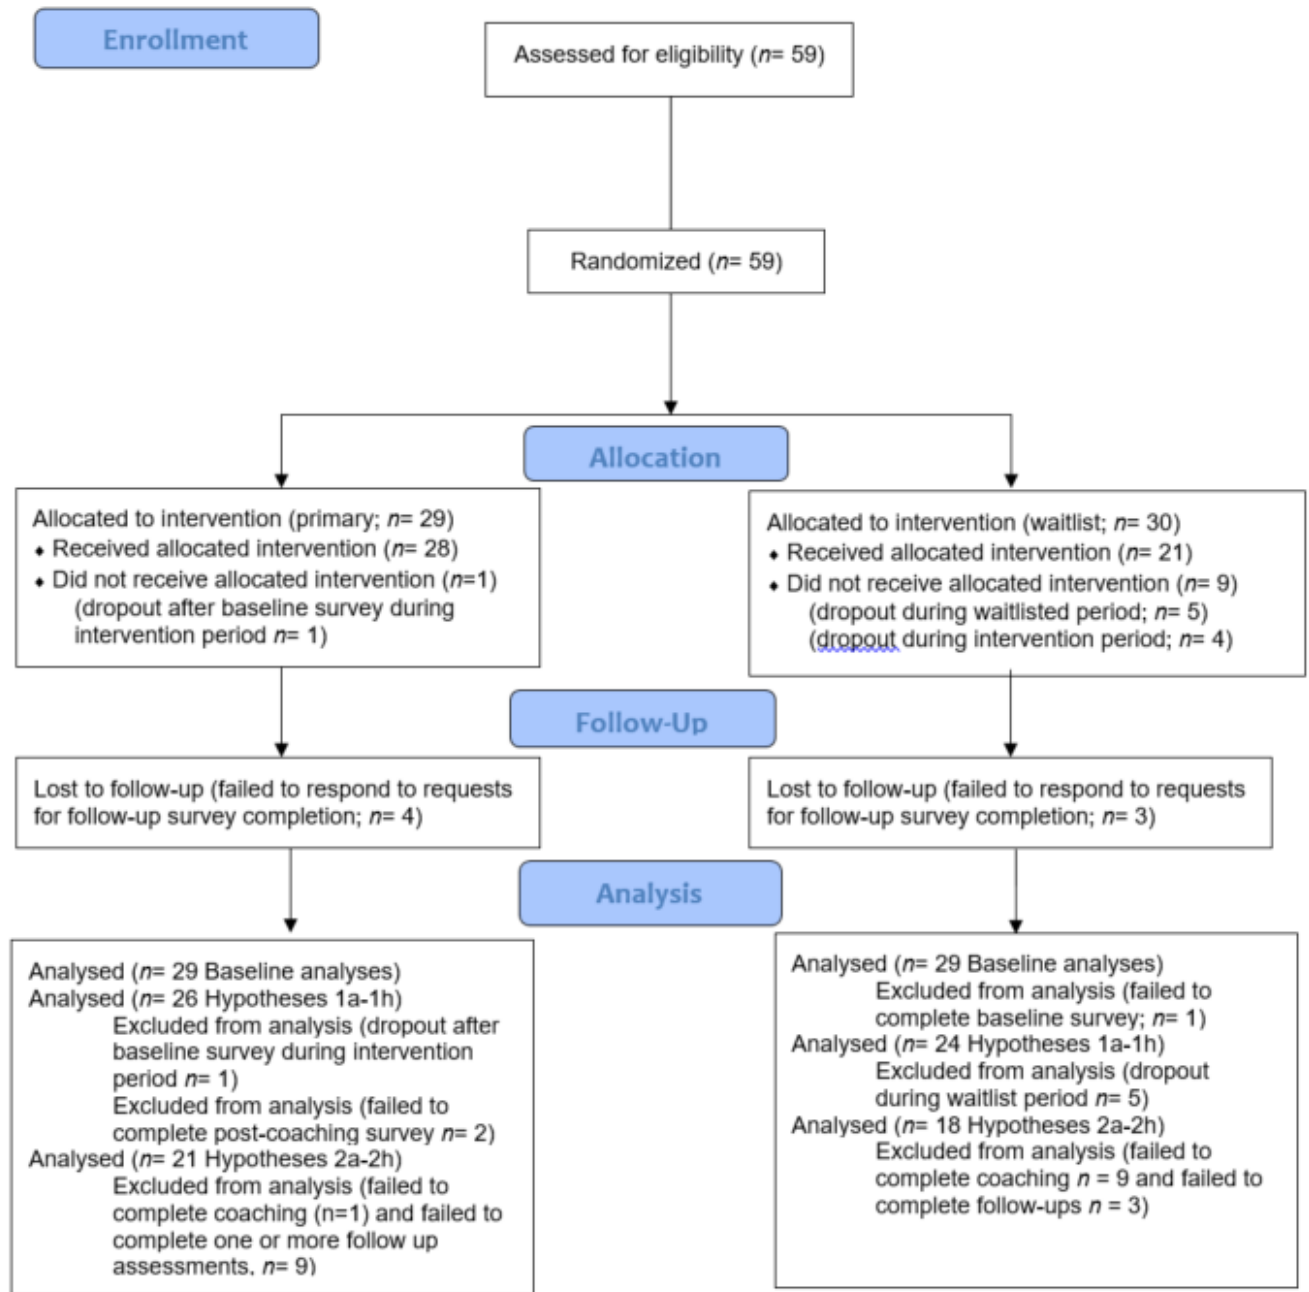 Enrollment
Assessed for eligibility (n= 59)
Randomized (n= 59)
Allocation
Allocated to intervention (primary; n= 29)
⬧ Received allocated intervention (n= 28)
⬧ Did not receive allocated intervention (n=1)
(dropout after baseline survey during
intervention period n= 1)
Allocated to intervention (waitlist; n= 30)
⬧ Received allocated intervention (n= 21)
⬧ Did not receive allocated intervention (n= 9)
(dropout during waitlisted period; n= 5)
(dropout during intervention period; n= 4)
Follow-Up
Lost to follow-up (failed to respond to requests
for follow-up survey completion; n= 4)
Lost to follow-up (failed to respond to requests
for follow-up survey completion; n= 3)
Analysis
Analysed (n= 29 Baseline analyses)
Analysed (n= 26 Hypotheses 1a-1h)
Excluded from analysis (dropout after
baseline survey during intervention
period n= 1)
Excluded from analysis (failed to
complete post-coaching survey n= 2)
Analysed (n= 21 Hypotheses 2a-2h)
Excluded from analysis (failed to
complete coaching (n=1) and failed to
complete one or more follow up
assessments, n= 9)
Analysed (n= 29 Baseline analyses)
Excluded from analysis (failed to
complete baseline survey; n= 1)
Analysed (n= 24 Hypotheses 1a-1h)
Excluded from analysis (dropout
during waitlist period n= 5)
Analysed (n= 18 Hypotheses 2a-2h)
Excluded from analysis (failed to
complete coaching n = 9 and failed to
complete follow-ups n = 3)